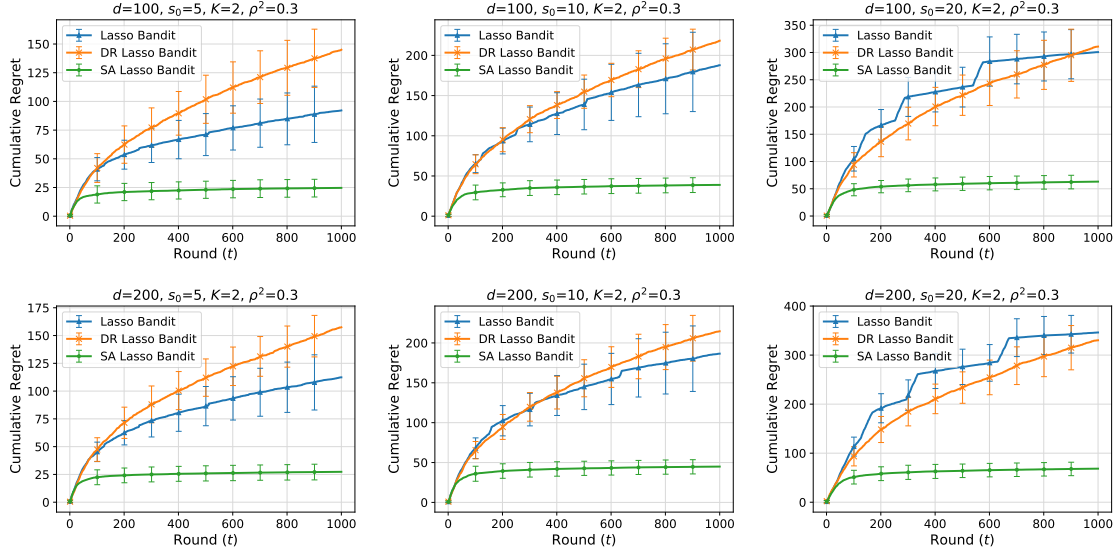 d=100, s₀=5, K=2, ρ²=0.3
Lasso Bandit
DR Lasso Bandit
SA Lasso Bandit
Cumulative Regret
150
125
100
75
50
25
0
0 200 400 600 800 1000
Round (t)
d=100, s₀=10, K=2, ρ²=0.3
Lasso Bandit
DR Lasso Bandit
SA Lasso Bandit
Cumulative Regret
200
150
100
50
0
0 200 400 600 800 1000
Round (t)
d=100, s₀=20, K=2, ρ²=0.3
Lasso Bandit
DR Lasso Bandit
SA Lasso Bandit
Cumulative Regret
350
300
250
200
150
100
50
0
0 200 400 600 800 1000
Round (t)
d=200, s₀=5, K=2, ρ²=0.3
Lasso Bandit
DR Lasso Bandit
SA Lasso Bandit
Cumulative Regret
175
150
125
100
75
50
25
0
0 200 400 600 800 1000
Round (t)
d=200, s₀=10, K=2, ρ²=0.3
Lasso Bandit
DR Lasso Bandit
SA Lasso Bandit
Cumulative Regret
200
150
100
50
0
0 200 400 600 800 1000
Round (t)
d=200, s₀=20, K=2, ρ²=0.3
Lasso Bandit
DR Lasso Bandit
SA Lasso Bandit
Cumulative Regret
400
300
200
100
0
0 200 400 600 800 1000
Round (t)